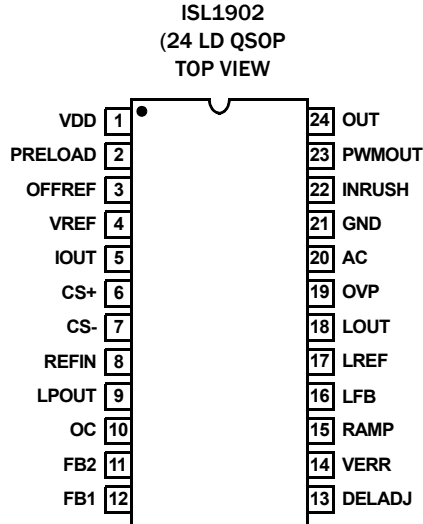 ISL1902
(24 LD QSOP
TOP VIEW
VDD 1 24 OUT
PRELOAD 2 23 PWMOUT
OFFREF 3 22 INRUSH
VREF 4 21 GND
IOUT 5 20 AC
CS+ 6 19 OVP
CS- 7 18 LOUT
REFIN 8 17 LREF
LPOUT 9 16 LFB
OC 10 15 RAMP
FB2 11 14 VERR
FB1 12 13 DELADJ